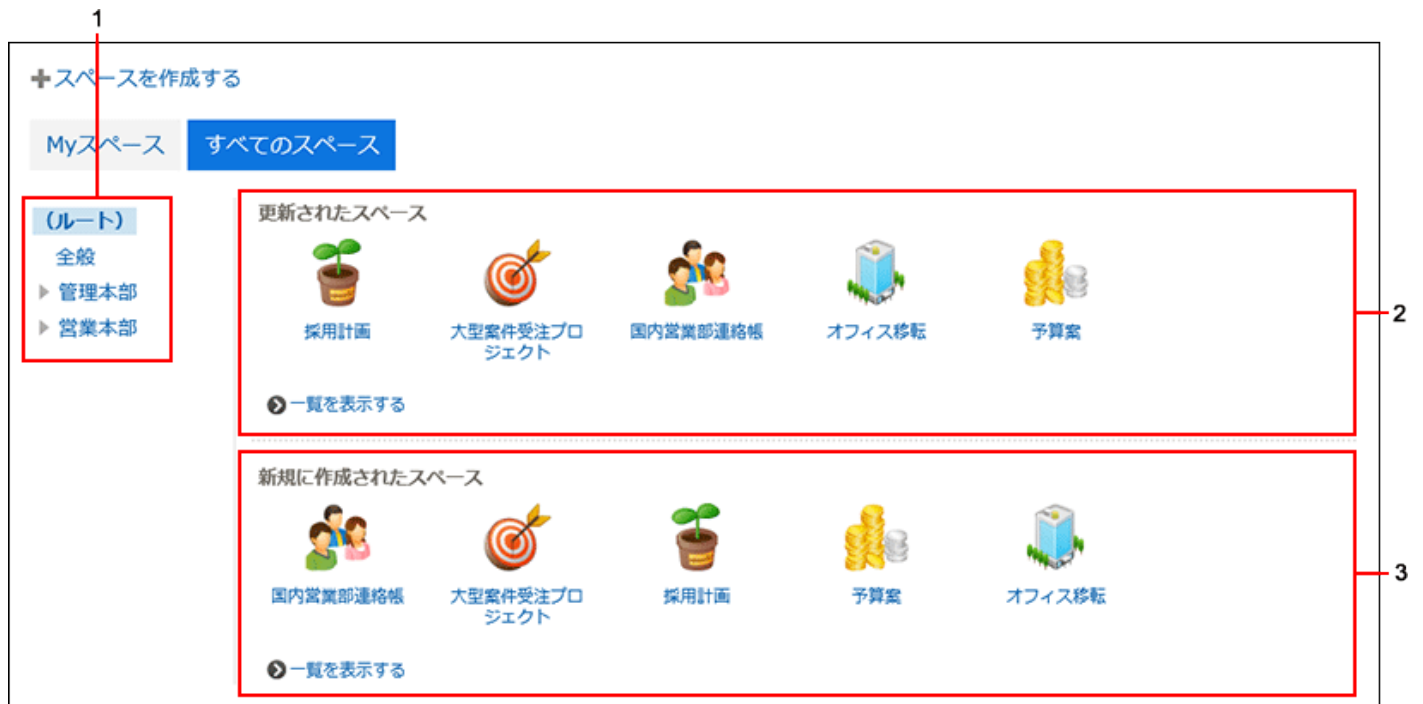 1
スペースを作成する
Myスペース すべてのスペース
(ルート)
全般
管理本部
営業本部
更新されたスペース
採用計画 大型案件受注プロ 国内営業部連絡帳 オフィス移転 予算案
ジェクト
一覧を表示する
2
新規に作成されたスペース
国内営業部連絡帳 大型案件受注プロ 採用計画 予算案 オフィス移転
ジェクト
一覧を表示する
3